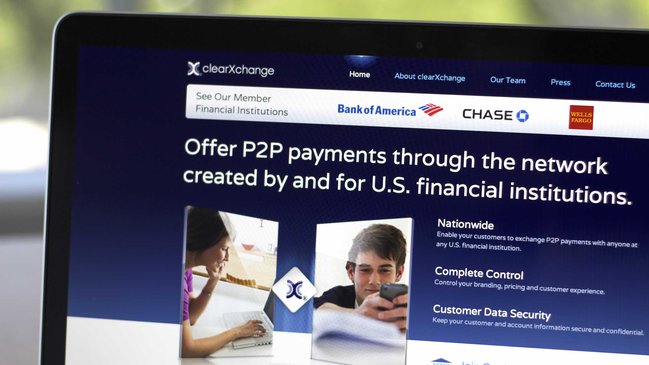 clearXchange
Home
About clearXchange
Our Team
Press
Contact Us
See Our Member
Financial Institutions
Bank of America
CHASE
WELLS
FARGO
Offer P2P payments through the network
created by and for U.S. financial institutions.
Nationwide
Enable your customers to exchange P2P payments with anyone at
any U.S. financial institution.
Complete Control
Control your branding, pricing and customer experience.
Customer Data Security
Keep your customer and account information secure and confidential.